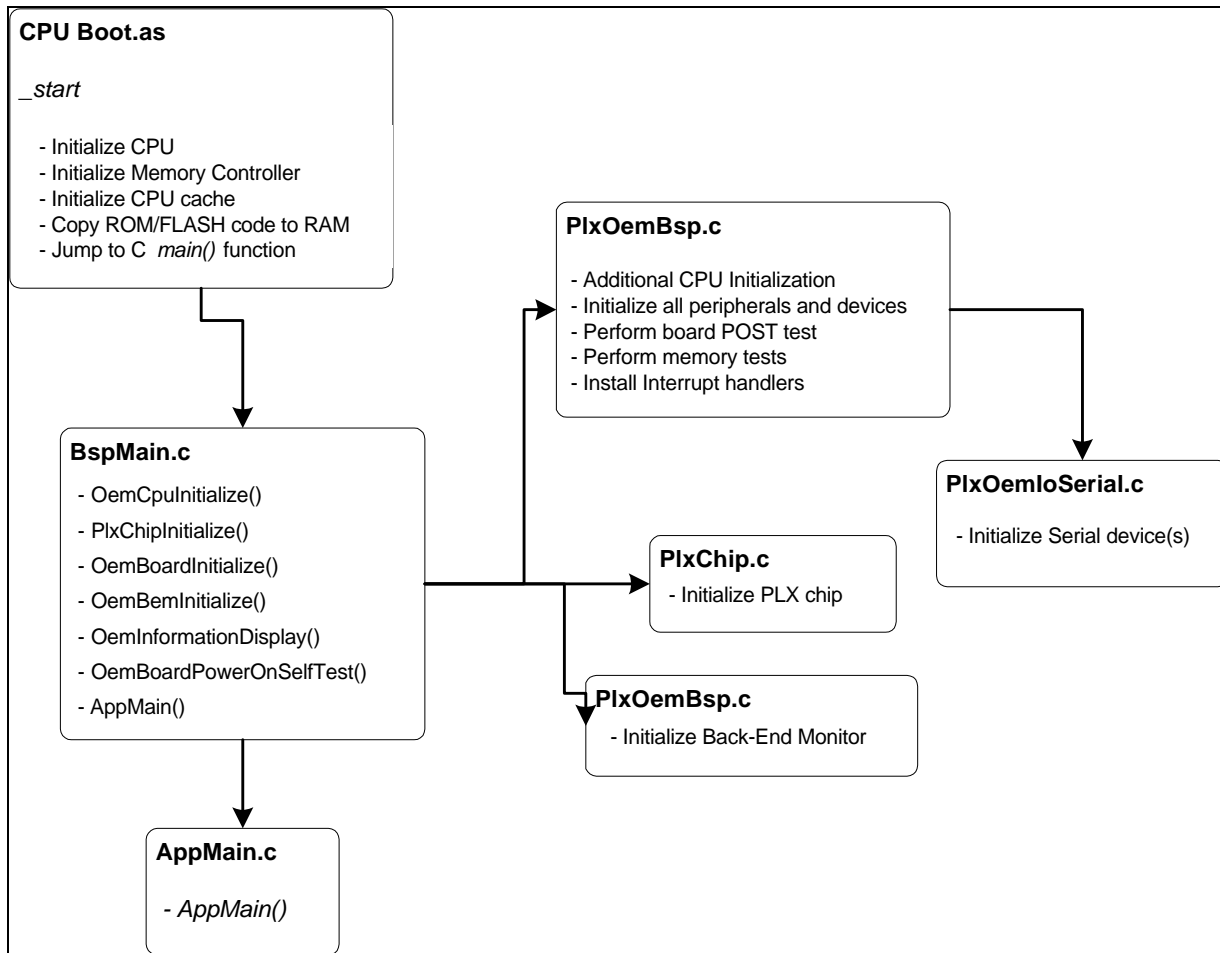 CPU Boot.as
_start
- Initialize CPU
- Initialize Memory Controller
- Initialize CPU cache
- Copy ROM/FLASH code to RAM
- Jump to C main() function
PlxOemBsp.c
- Additional CPU Initialization
- Initialize all peripherals and devices
- Perform board POST test
- Perform memory tests
- Install Interrupt handlers
BspMain.c
- OemCpuInitialize()
- PlxChipInitialize()
- OemBoardInitialize()
- OemBemInitialize()
- OemInformationDisplay()
- OemBoardPowerOnSelfTest()
- AppMain()
PlxOemIoSerial.c
- Initialize Serial device(s)
PlxChip.c
- Initialize PLX chip
PlxOemBsp.c
- Initialize Back-End Monitor
AppMain.c
- AppMain()